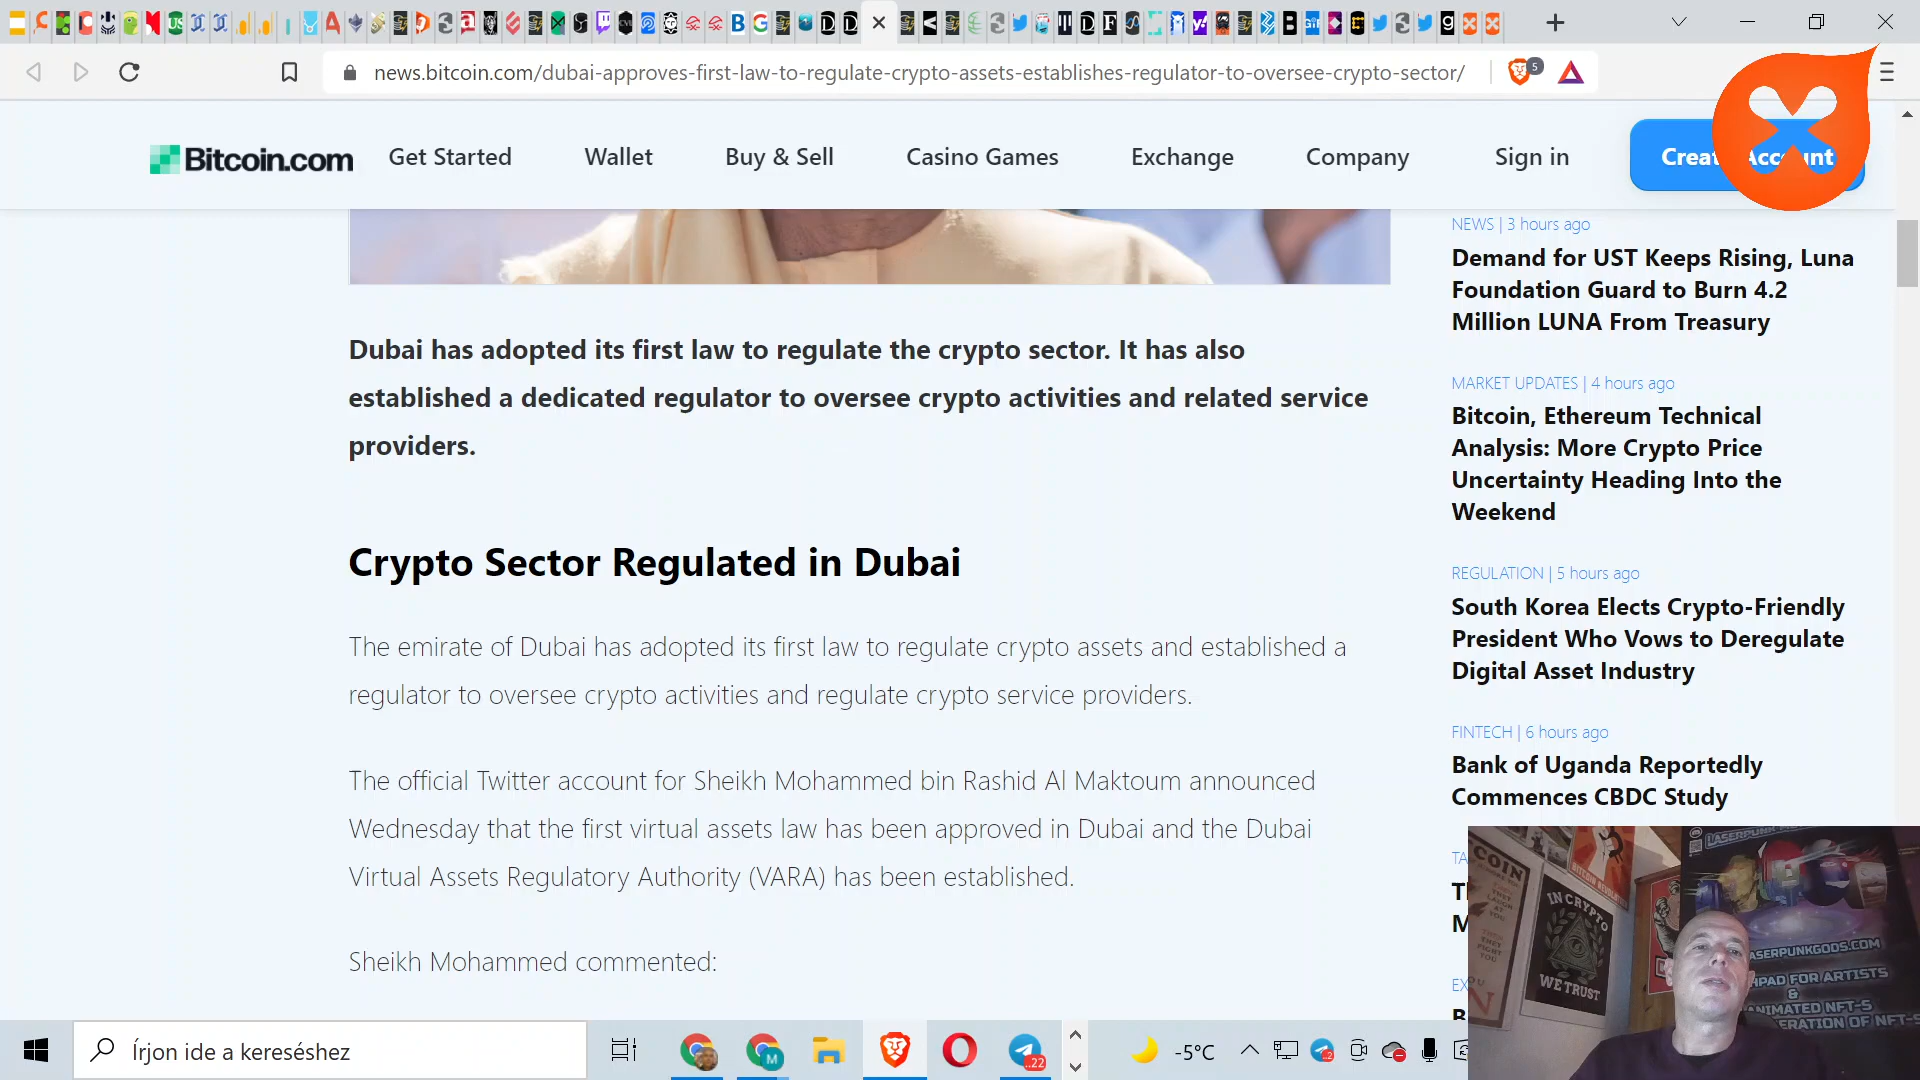 news.bitcoin.com/dubai-approves-first-law-to-regulate-crypto-assets-establishes-regulator-to-oversee-crypto-sector/
5
Bitcoin.com
Get Started
Wallet
Buy & Sell
Casino Games
Exchange
Company
Sign in
NEWS | 3 hours ago
Demand for UST Keeps Rising, Luna
Foundation Guard to Burn 4.2
Million LUNA From Treasury
Dubai has adopted its first law to regulate the crypto sector. It has also
established a dedicated regulator to oversee crypto activities and related service
providers.
MARKET UPDATES | 4 hours ago
Bitcoin, Ethereum Technical
Analysis: More Crypto Price
Uncertainty Heading Into the
Weekend
Crypto Sector Regulated in Dubai
REGULATION | 5 hours ago
South Korea Elects Crypto-Friendly
President Who Vows to Deregulate
Digital Asset Industry
The emirate of Dubai has adopted its first law to regulate crypto assets and established a
regulator to oversee crypto activities and regulate crypto service providers.
FINTECH | 6 hours ago
Bank of Uganda Reportedly
Commences CBDC Study
The official Twitter account for Sheikh Mohammed bin Rashid Al Maktoum announced
Wednesday that the first virtual assets law has been approved in Dubai and the Dubai
Virtual Assets Regulatory Authority (VARA) has been established.
Sheikh Mohammed commented:
IN CRYPTO
WE TRUST
BITCOIN REVOLUTION
ANIMATED NFT-S
Írjon ide a kereséshez
M
..22
-5°C